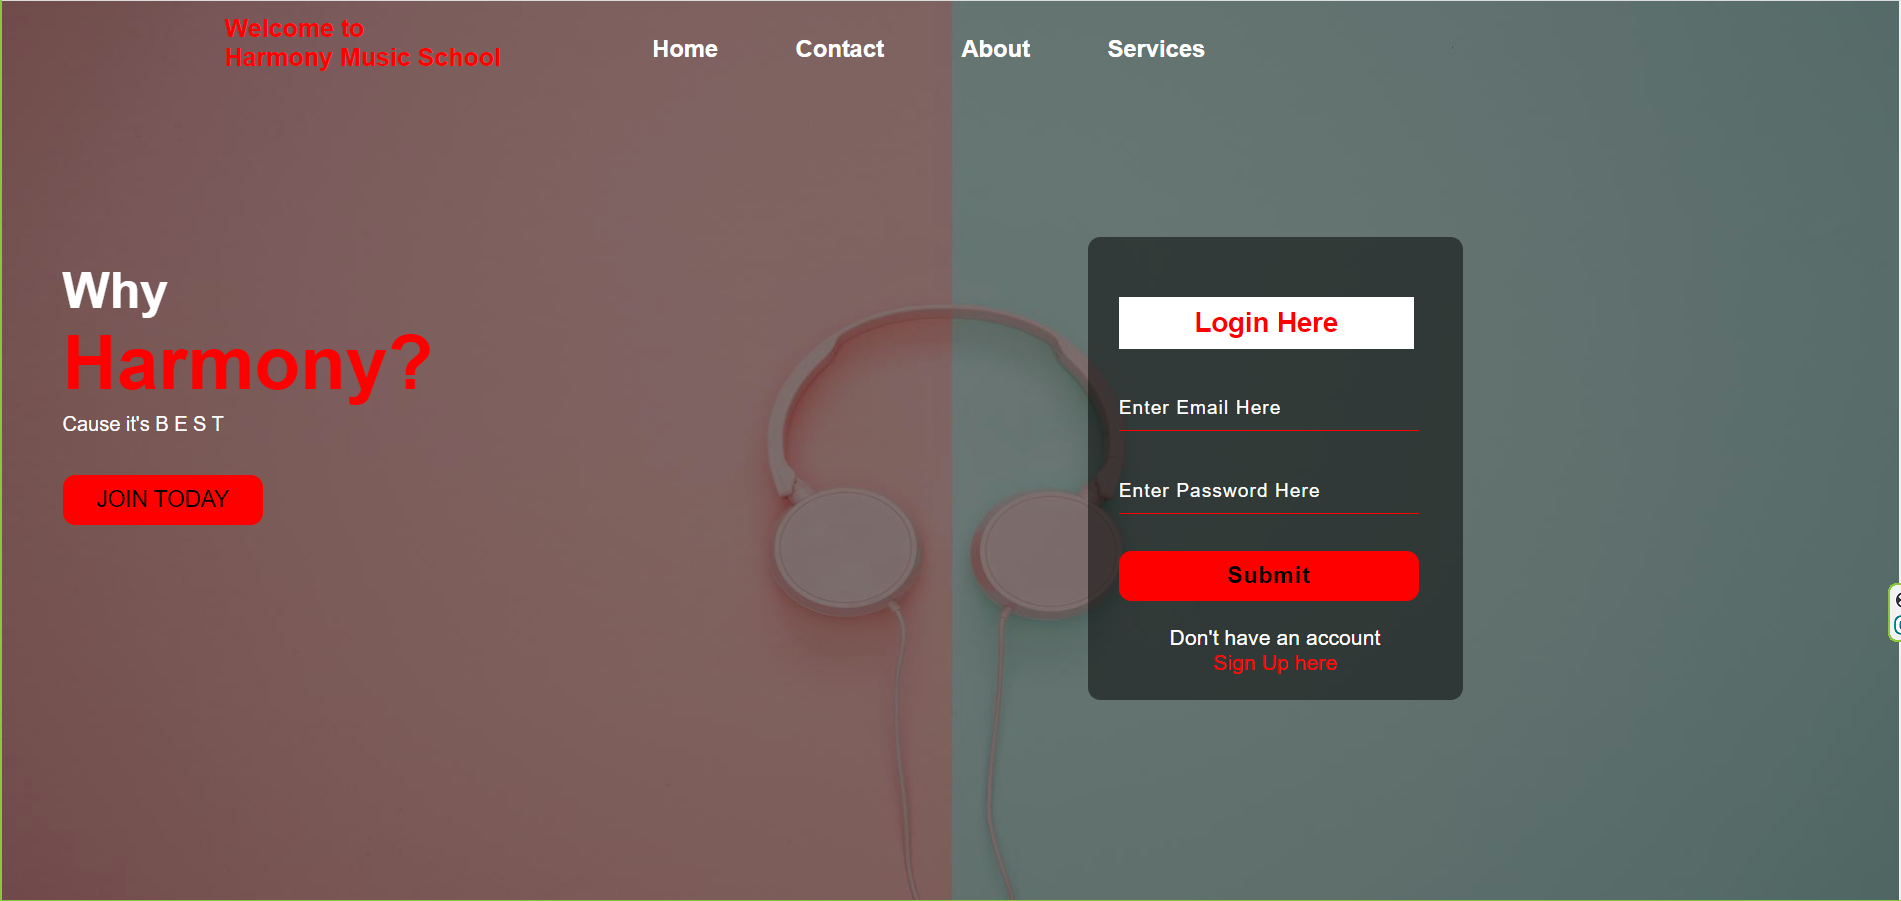 Welcome to
Harmony Music School
Home
Contact
About
Services
Why
Harmony?
Cause it's B E S T
JOIN TODAY
Login Here
Enter Email Here
Enter Password Here
Submit
Don't have an account
Sign Up here